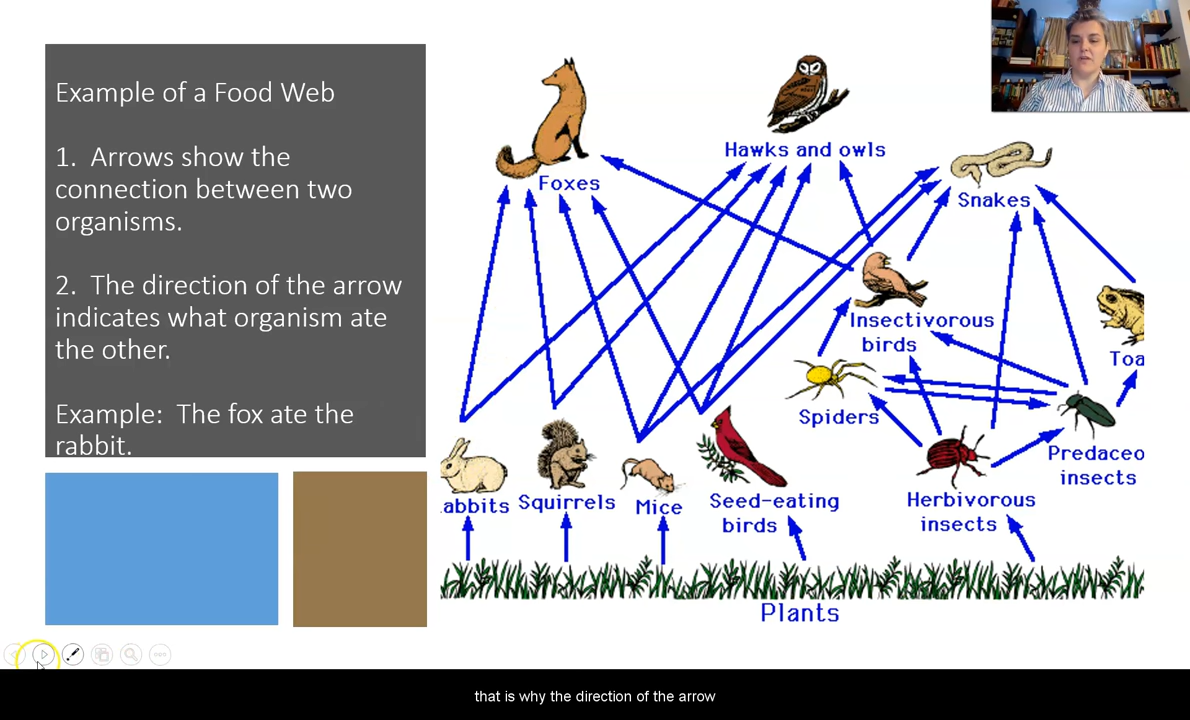 Example of a Food Web
1. Arrows show the
connection between two
organisms.
2. The direction of the arrow
indicates what organism ate
the other.
Example: The fox ate the
rabbit.
Hawks and owls
Foxes
Snakes
Insectivorous
birds
Toa
Spiders
Predaceo
insects
abbits
Squirrels
Mice
Seed-eating
birds
Herbivorous
insects
Plants
that is why the direction of the arrow